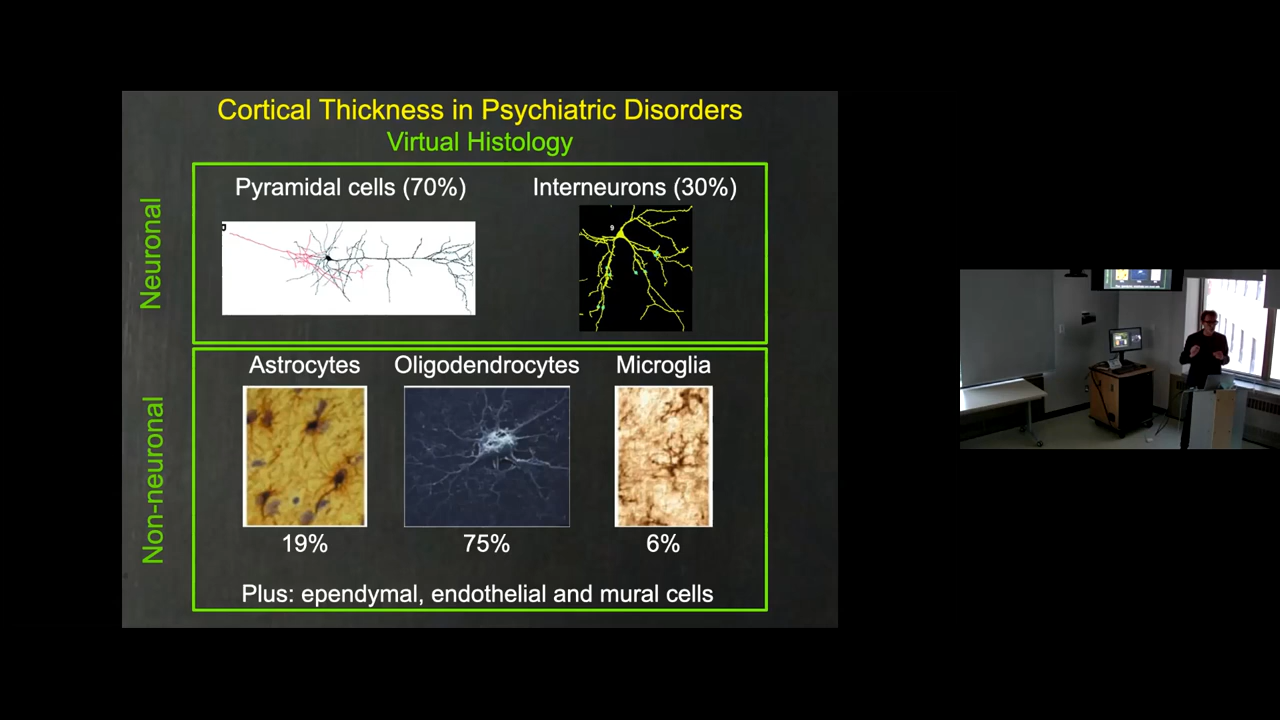 Cortical Thickness in Psychiatric Disorders
Virtual Histology
Neuronal
Pyramidal cells (70%)
Interneurons (30%)
9
Non-neuronal
Astrocytes
Oligodendrocytes
Microglia
19%
75%
6%
Plus: ependymal, endothelial and mural cells